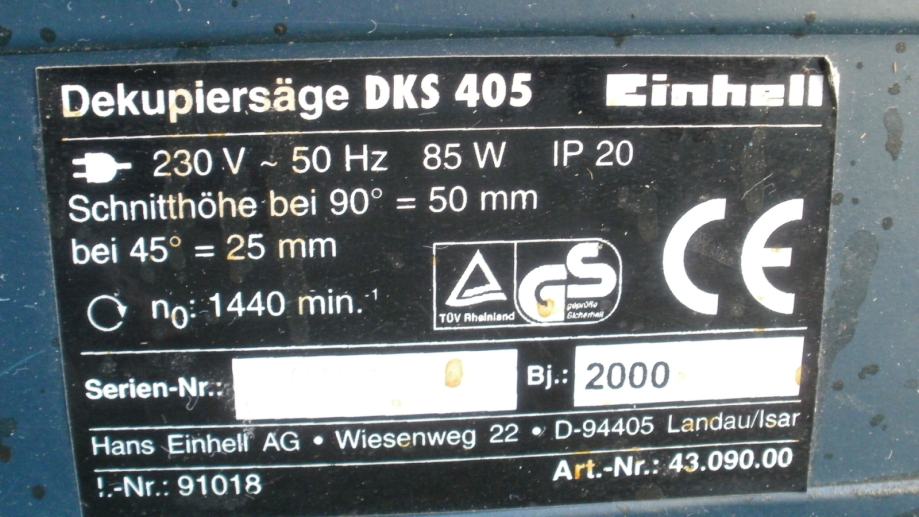 Dekupiersäge DKS 405 Einhell
230 V ~ 50 Hz 85 W IP 20
Schnitthöhe bei 90° = 50 mm
bei 45° = 25 mm
n0: 1440 min.-1
TÜV Rheinland
GS geprüfte Sicherheit
CE
Serien-Nr.: Bj.: 2000
Hans Einhell AG • Wiesenweg 22 • D-94405 Landau/Isar
!.-Nr.: 91018 Art.-Nr.: 43.090.00